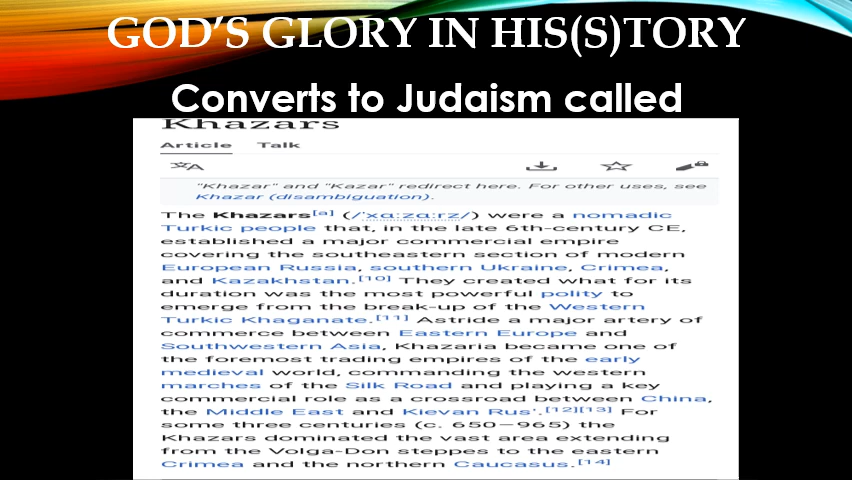 GOD'S GLORY IN HIS(S)TORY
Converts to Judaism called
Khazars
Article Talk
"Khazar" and "Kazar" redirect here. For other uses, see
Khazar (disambiguation).
The Khazars[a] (/ˈxɑːzɑːrz/) were a nomadic
Turkic people that, in the late 6th-century CE,
established a major commercial empire
covering the southeastern section of modern
European Russia, southern Ukraine, Crimea,
and Kazakhstan.[10] They created what for its
duration was the most powerful polity to
emerge from the break-up of the Western
Turkic Khaganate.[11] Astride a major artery of
commerce between Eastern Europe and
Southwestern Asia, Khazaria became one of
the foremost trading empires of the early
medieval world, commanding the western
marches of the Silk Road and playing a key
commercial role as a crossroad between China,
the Middle East and Kievan Rus'.[12][13] For
some three centuries (c. 650–965) the
Khazars dominated the vast area extending
from the Volga-Don steppes to the eastern
Crimea and the northern Caucasus.[14]